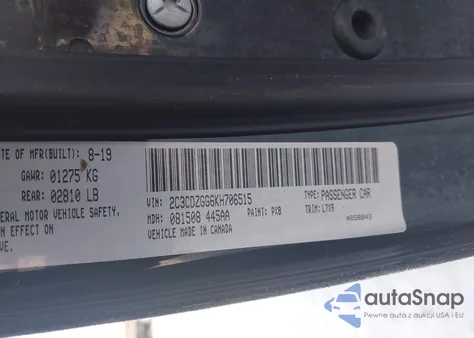 TE OF MFR(BUILT): 8-19
GAWR: 01275 KG
REAR: 02810 LB
ERAL MOTOR VEHICLE SAFETY,
IN EFFECT ON
VE.
VIN: 2C3CDZGG6KH706515
TYPE: PASSENGER CAR
MDH: 081508 445AA
PAINT: PX8
TRIM: L7X9
VEHICLE MADE IN CANADA
4658843
autaSnap
Pewne auta z aukcji USA i EU